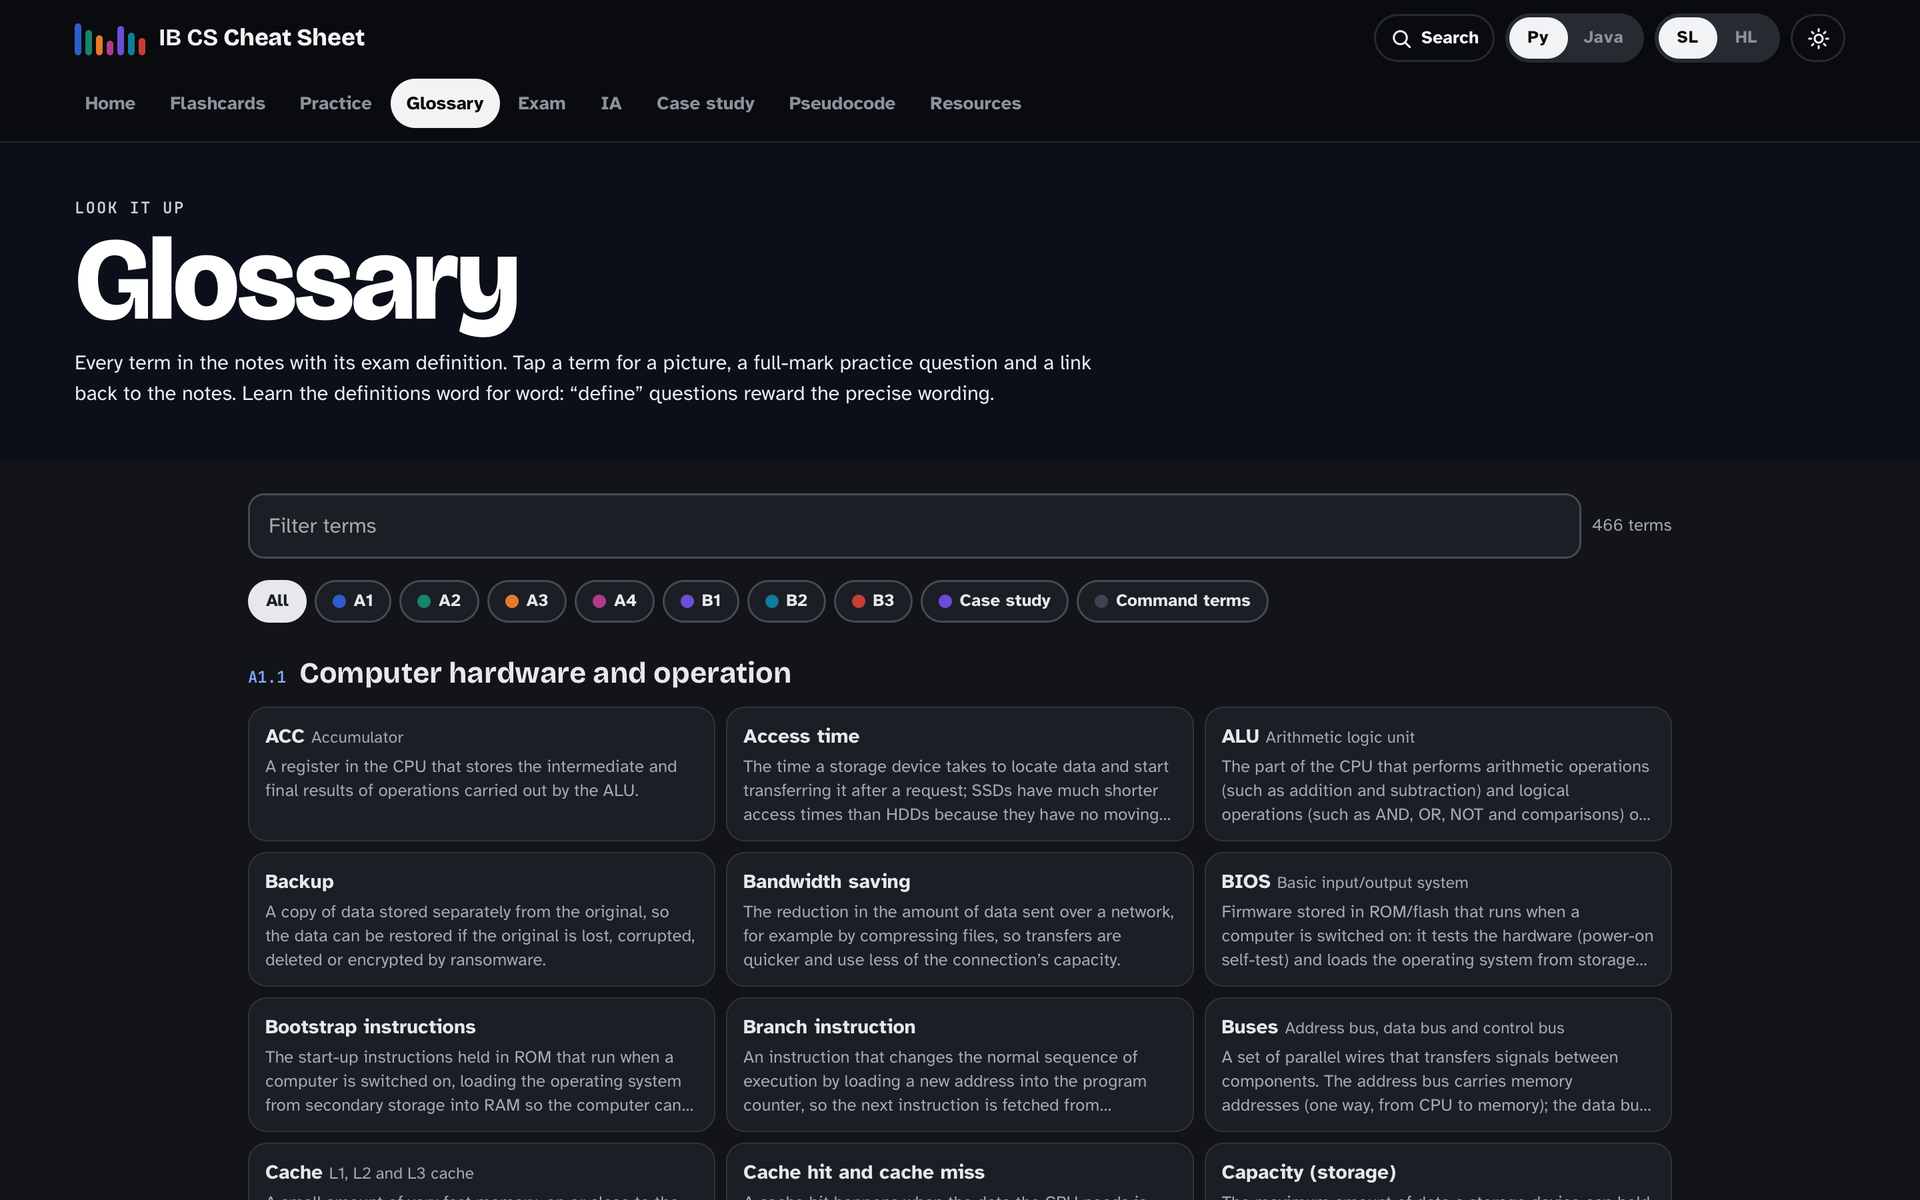 IB CS Cheat Sheet
Search
Py
Java
SL
HL
Home
Flashcards
Practice
Glossary
Exam
IA
Case study
Pseudocode
Resources
LOOK IT UP
Glossary
Every term in the notes with its exam definition. Tap a term for a picture, a full-mark practice question and a link
back to the notes. Learn the definitions word for word: “define” questions reward the precise wording.
Filter terms
466 terms
All
A1
A2
A3
A4
B1
B2
B3
Case study
Command terms
A1.1 Computer hardware and operation
ACC Accumulator
A register in the CPU that stores the intermediate and
final results of operations carried out by the ALU.
Access time
The time a storage device takes to locate data and start
transferring it after a request; SSDs have much shorter
access times than HDDs because they have no moving...
ALU Arithmetic logic unit
The part of the CPU that performs arithmetic operations
(such as addition and subtraction) and logical
operations (such as AND, OR, NOT and comparisons) o...
Backup
A copy of data stored separately from the original, so
the data can be restored if the original is lost, corrupted,
deleted or encrypted by ransomware.
Bandwidth saving
The reduction in the amount of data sent over a network,
for example by compressing files, so transfers are
quicker and use less of the connection’s capacity.
BIOS Basic input/output system
Firmware stored in ROM/flash that runs when a
computer is switched on: it tests the hardware (power-on
self-test) and loads the operating system from storage...
Bootstrap instructions
The start-up instructions held in ROM that run when a
computer is switched on, loading the operating system
from secondary storage into RAM so the computer can...
Branch instruction
An instruction that changes the normal sequence of
execution by loading a new address into the program
counter, so the next instruction is fetched from...
Buses Address bus, data bus and control bus
A set of parallel wires that transfers signals between
components. The address bus carries memory
addresses (one way, from CPU to memory); the data bu...
Cache L1, L2 and L3 cache
Cache hit and cache miss
Capacity (storage)